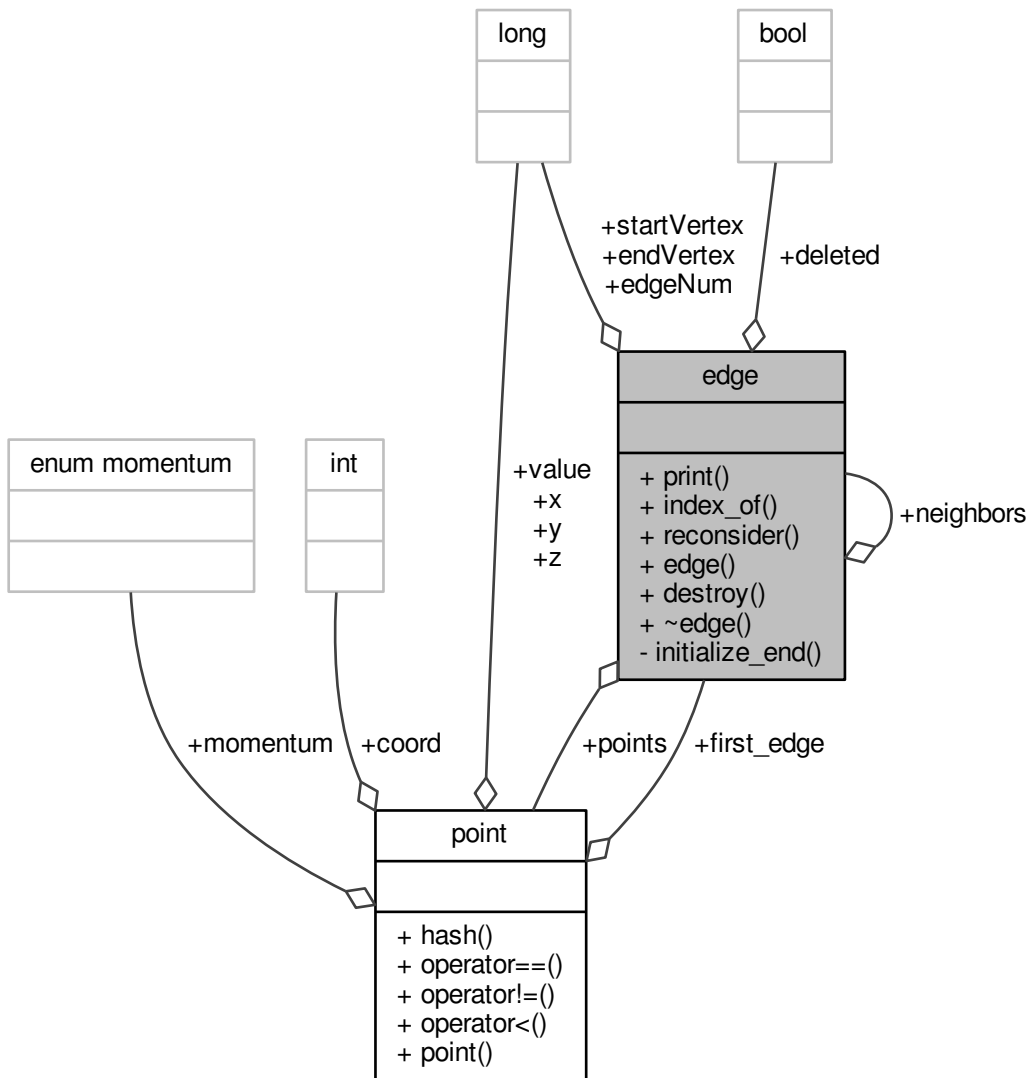 long
bool
+startVertex
+endVertex
+edgeNum
+deleted
edge
+ print()
+ index_of()
+ reconsider()
+ edge()
+ destroy()
+ ~edge()
- initialize_end()
+neighbors
enum momentum
int
+value
+x
+y
+z
+momentum
+coord
+points
+first_edge
point
+ hash()
+ operator==()
+ operator!=()
+ operator<()
+ point()